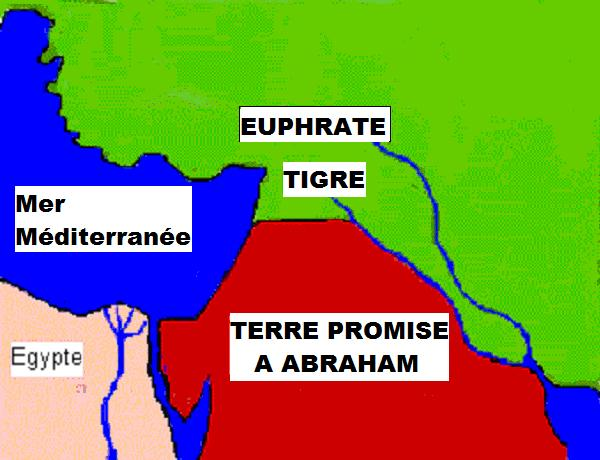 EUPHRATE
TIGRE
Mer
Méditerranée
TERRE PROMISE
A ABRAHAM
Egypte